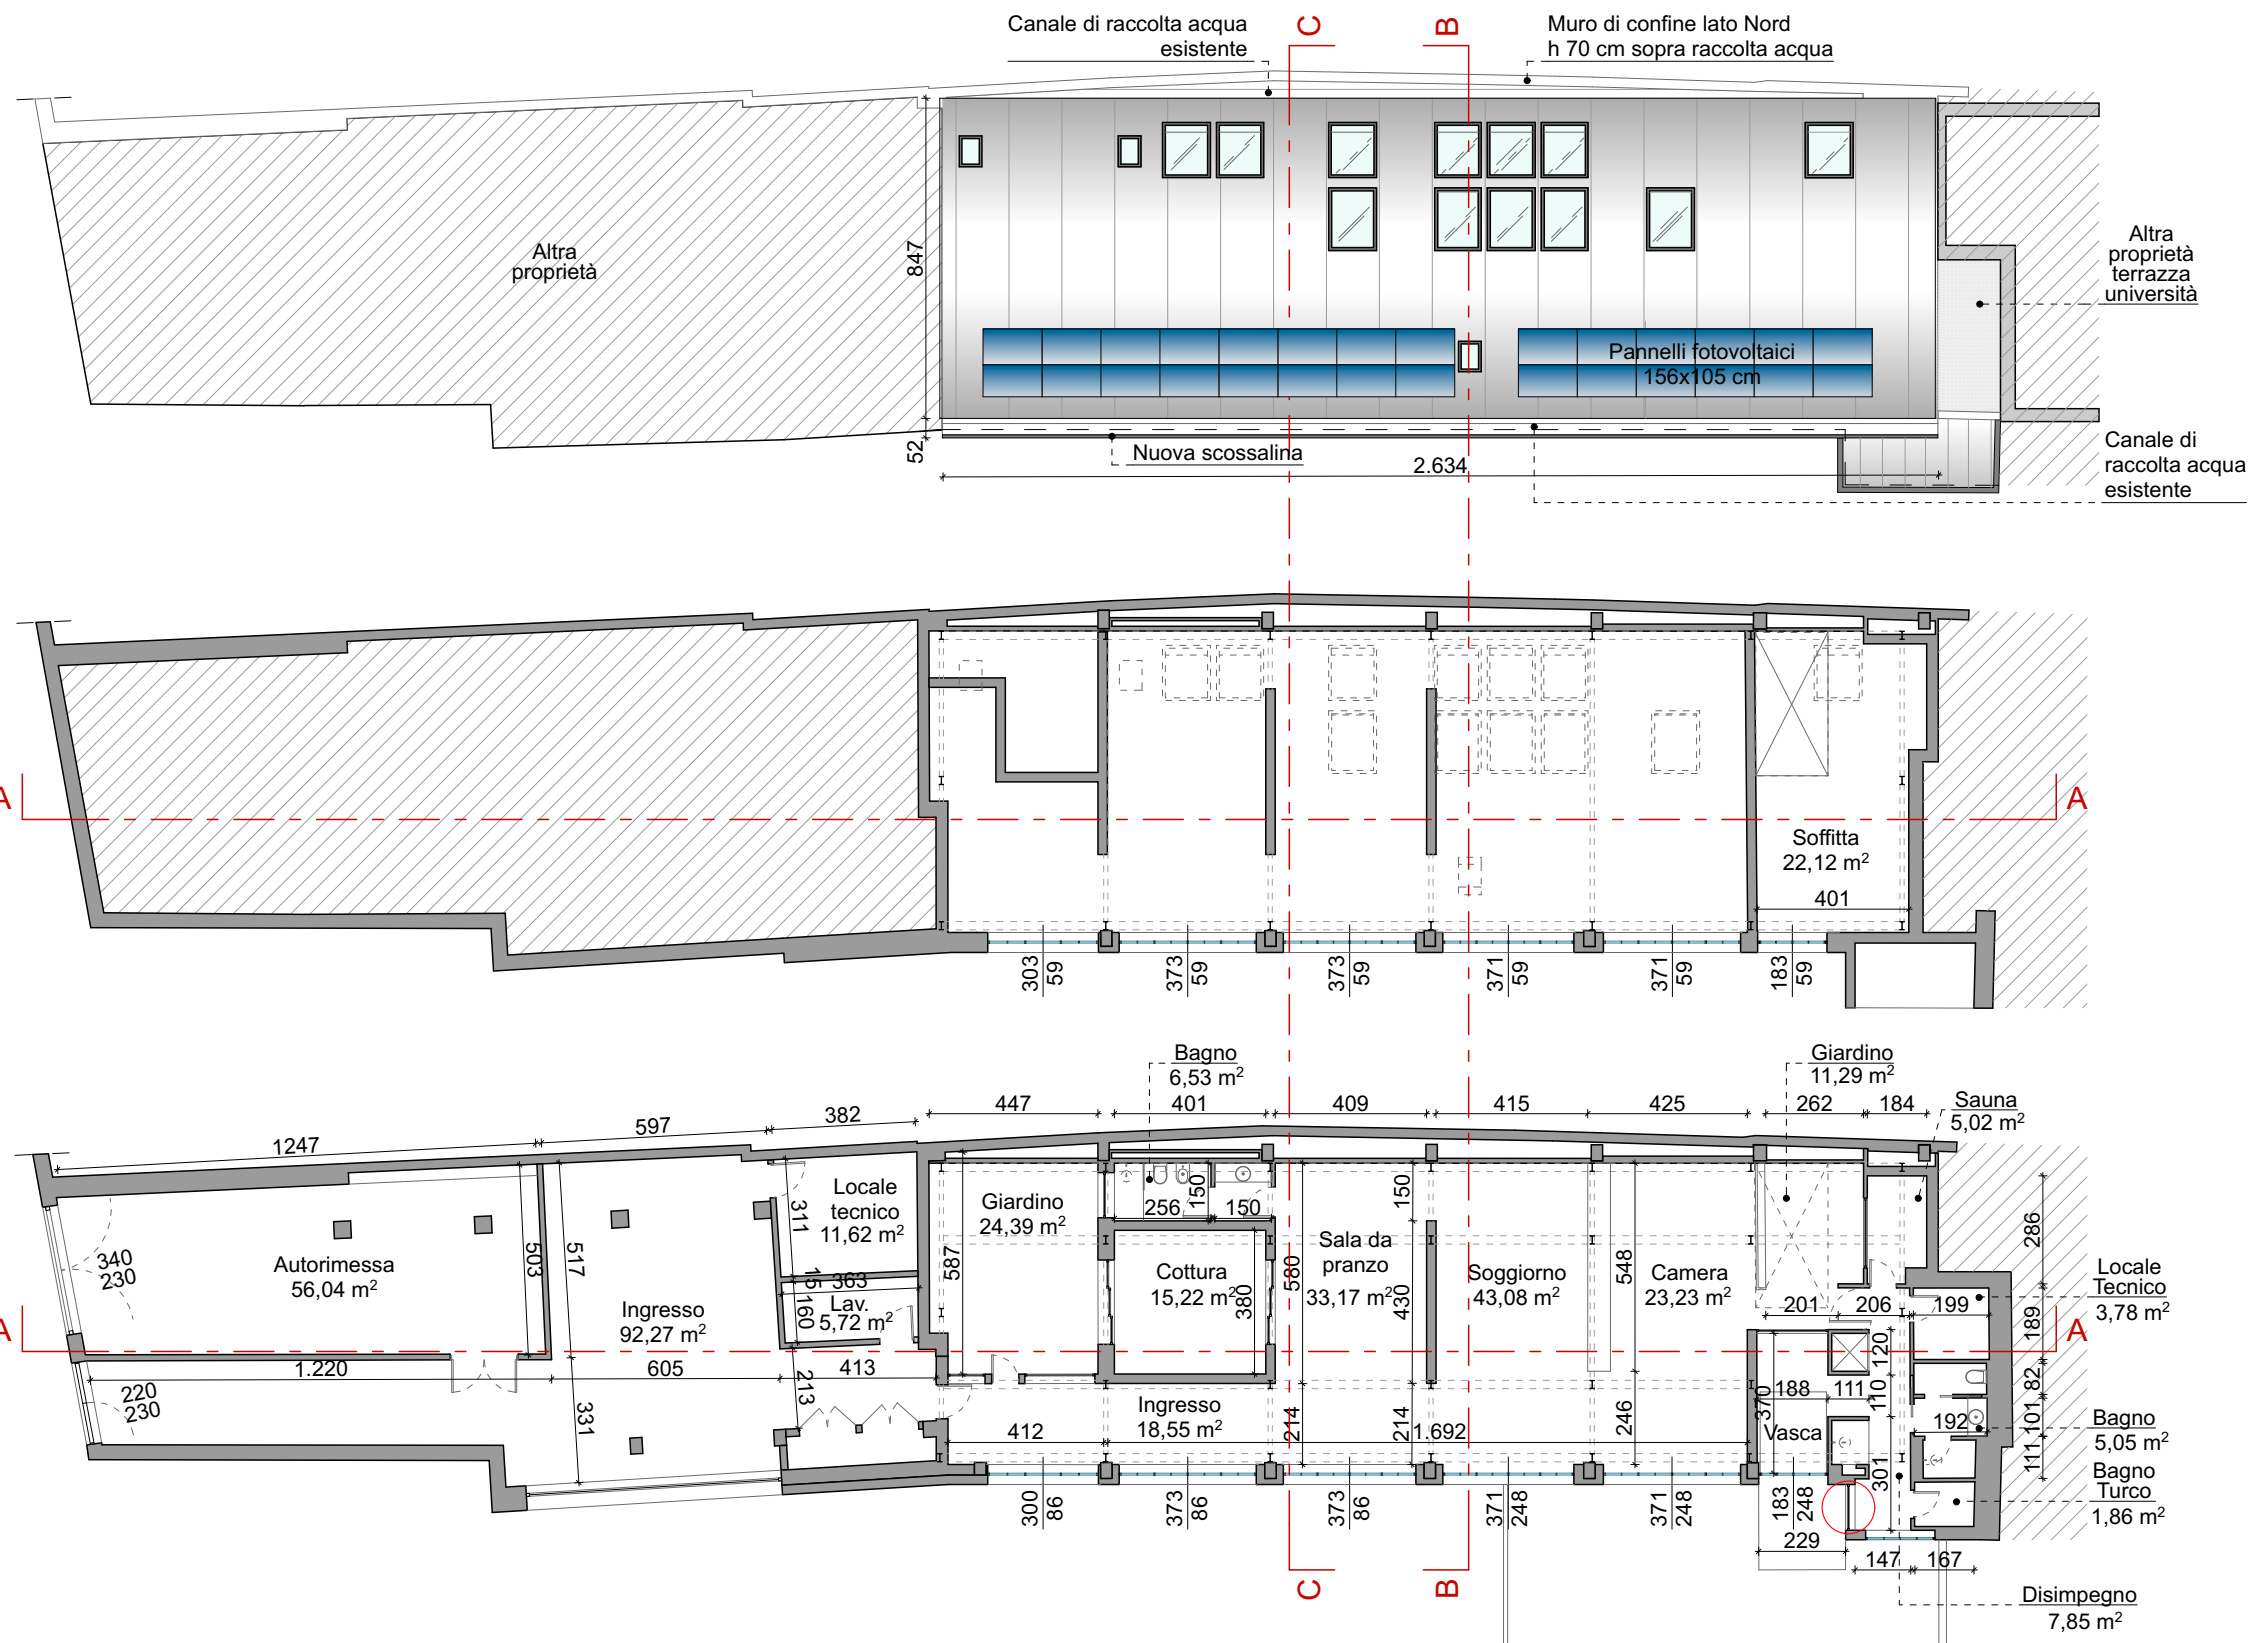 Canale di raccolta acqua
esistente
C
B
Muro di confine lato Nord
h 70 cm sopra raccolta acqua
Altra
proprietà
847
52
Pannelli fotovoltaici
156x105 cm
Altra
proprietà
terrazza
università
Nuova scossalina
2.634
Canale di
raccolta acqua
esistente
A
A
Soffitta
22,12 m²
401
303
59
373
59
373
59
371
59
371
59
183
59
Bagno
6,53 m²
Giardino
11,29 m²
Sauna
5,02 m²
1247
597
382
447
401
409
415
425
262
184
Locale
tecnico
11,62 m²
311
Giardino
24,39 m²
587
256
150
150
150
286
Autorimessa
56,04 m²
340
230
503
517
Ingresso
92,27 m²
15
363
Lav.
5,72 m²
160
Cottura
15,22 m²
380
580
Sala da
pranzo
33,17 m²
430
Soggiorno
43,08 m²
548
Camera
23,23 m²
201
206
199
Locale
Tecnico
3,78 m²
189
A
A
1.220
605
413
220
230
213
331
Ingresso
18,55 m²
412
214
214
1.692
246
370
188
111
120
110
Vasca
301
192
82
101
111
Bagno
5,05 m²
Bagno
Turco
1,86 m²
300
86
373
86
373
86
371
248
371
248
183
248
229
147
167
C
B
Disimpegno
7,85 m²